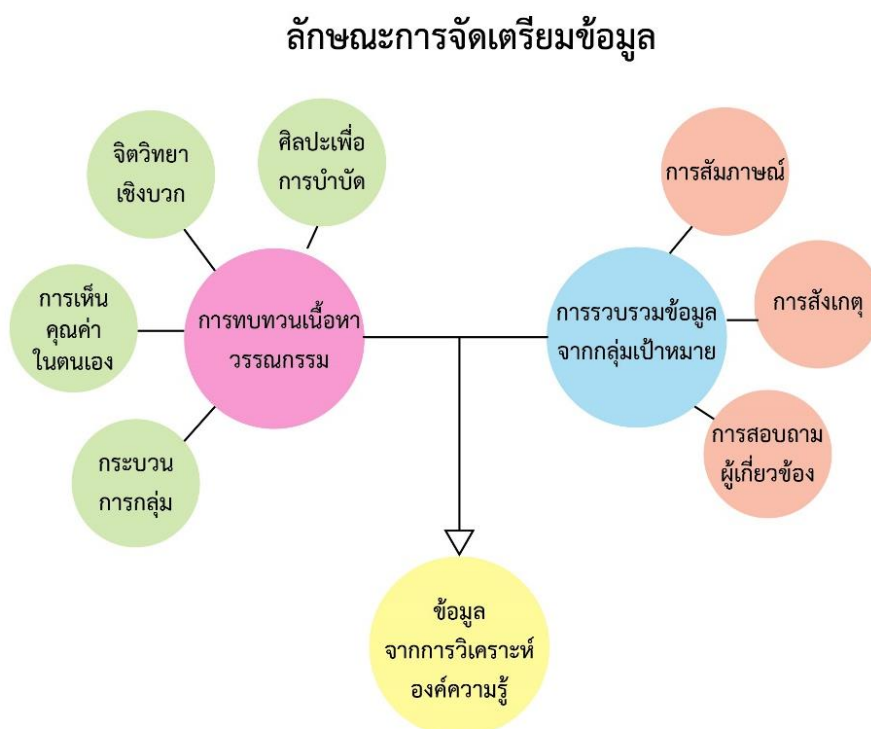 ลักษณะการจัดเตรียมข้อมูล
จิตวิทยา
เชิงบวก
ศิลปะเพื่อ
การบำบัด
การเห็น
คุณค่า
ในตนเอง
กระบวน
การกลุ่ม
การทบทวนเนื้อหา
วรรณกรรม
การรวบรวมข้อมูล
จากกลุ่มเป้าหมาย
การสัมภาษณ์
การสังเกตุ
การสอบถาม
ผู้เกี่ยวข้อง
ข้อมูล
จากการวิเคราะห์
องค์ความรู้